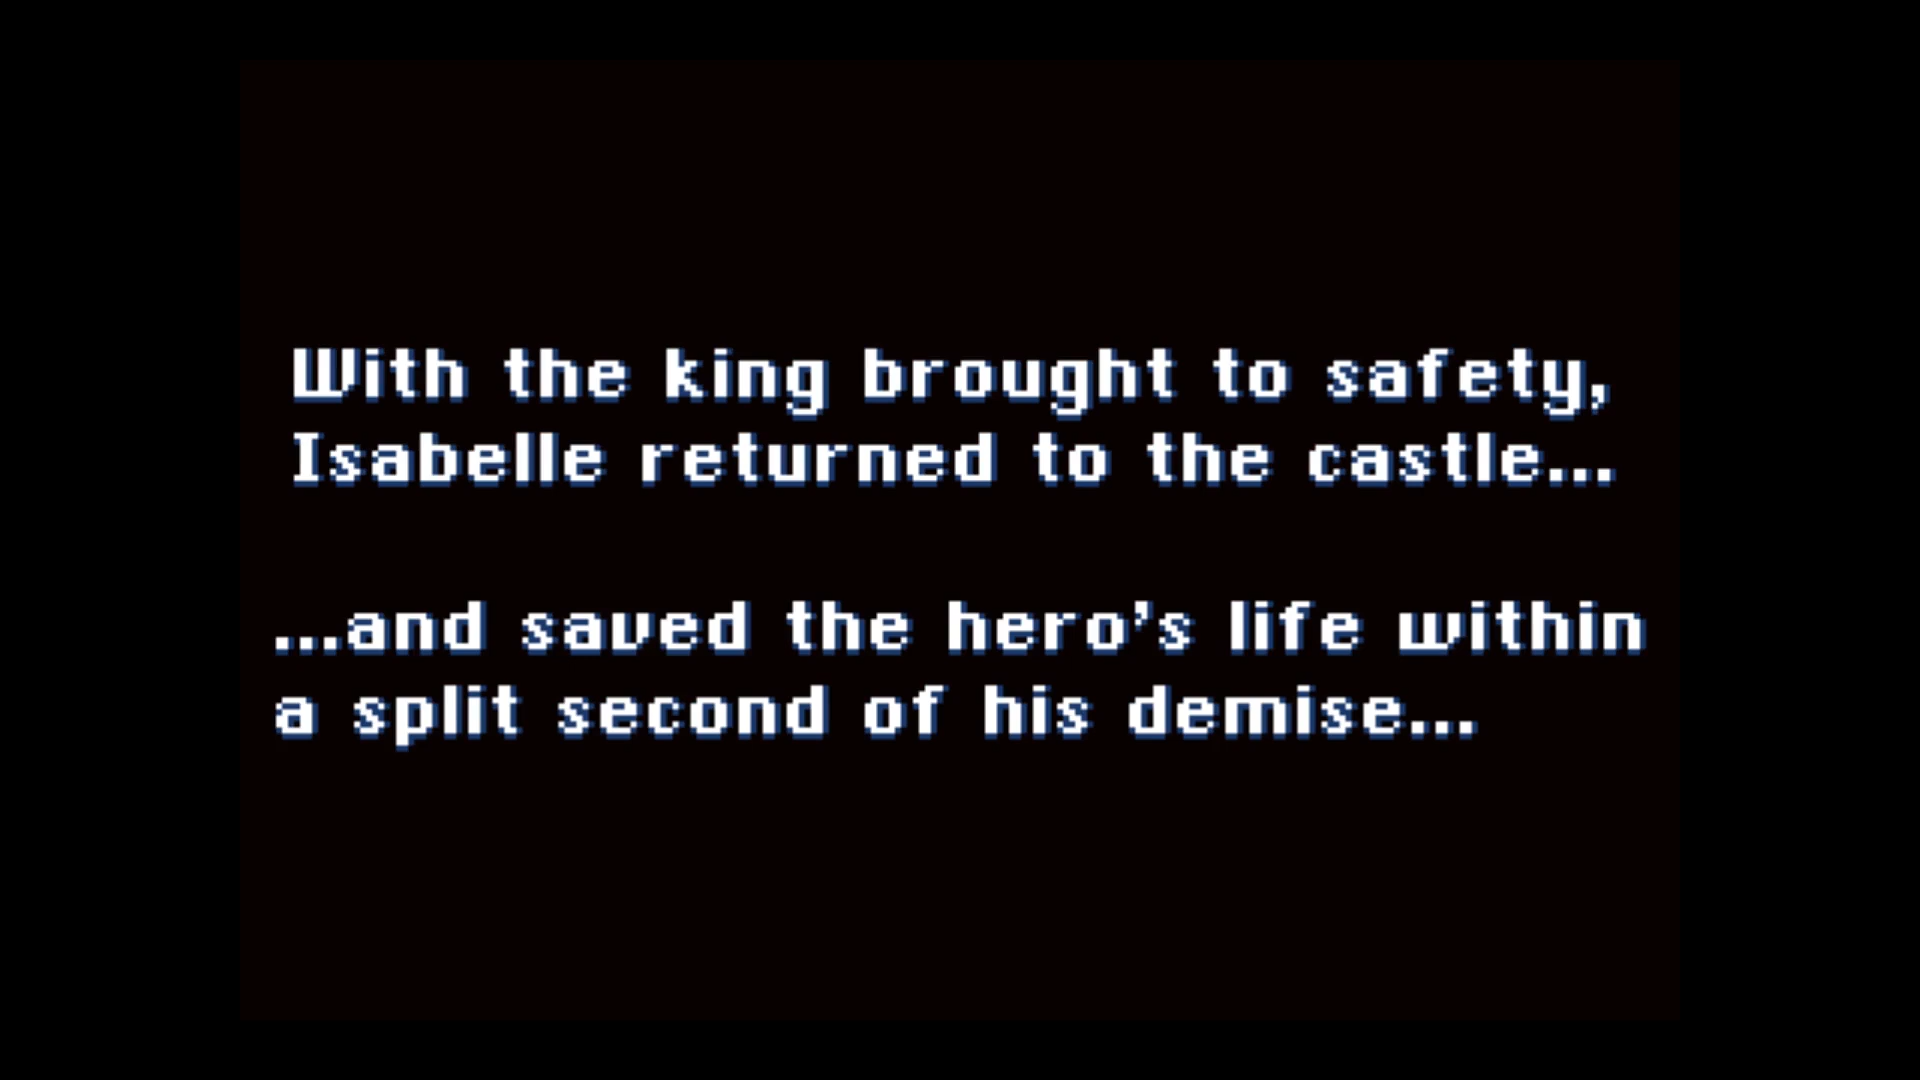 With the king brought to safety,
Isabelle returned to the castle...
...and saved the hero's life within
a split second of his demise...